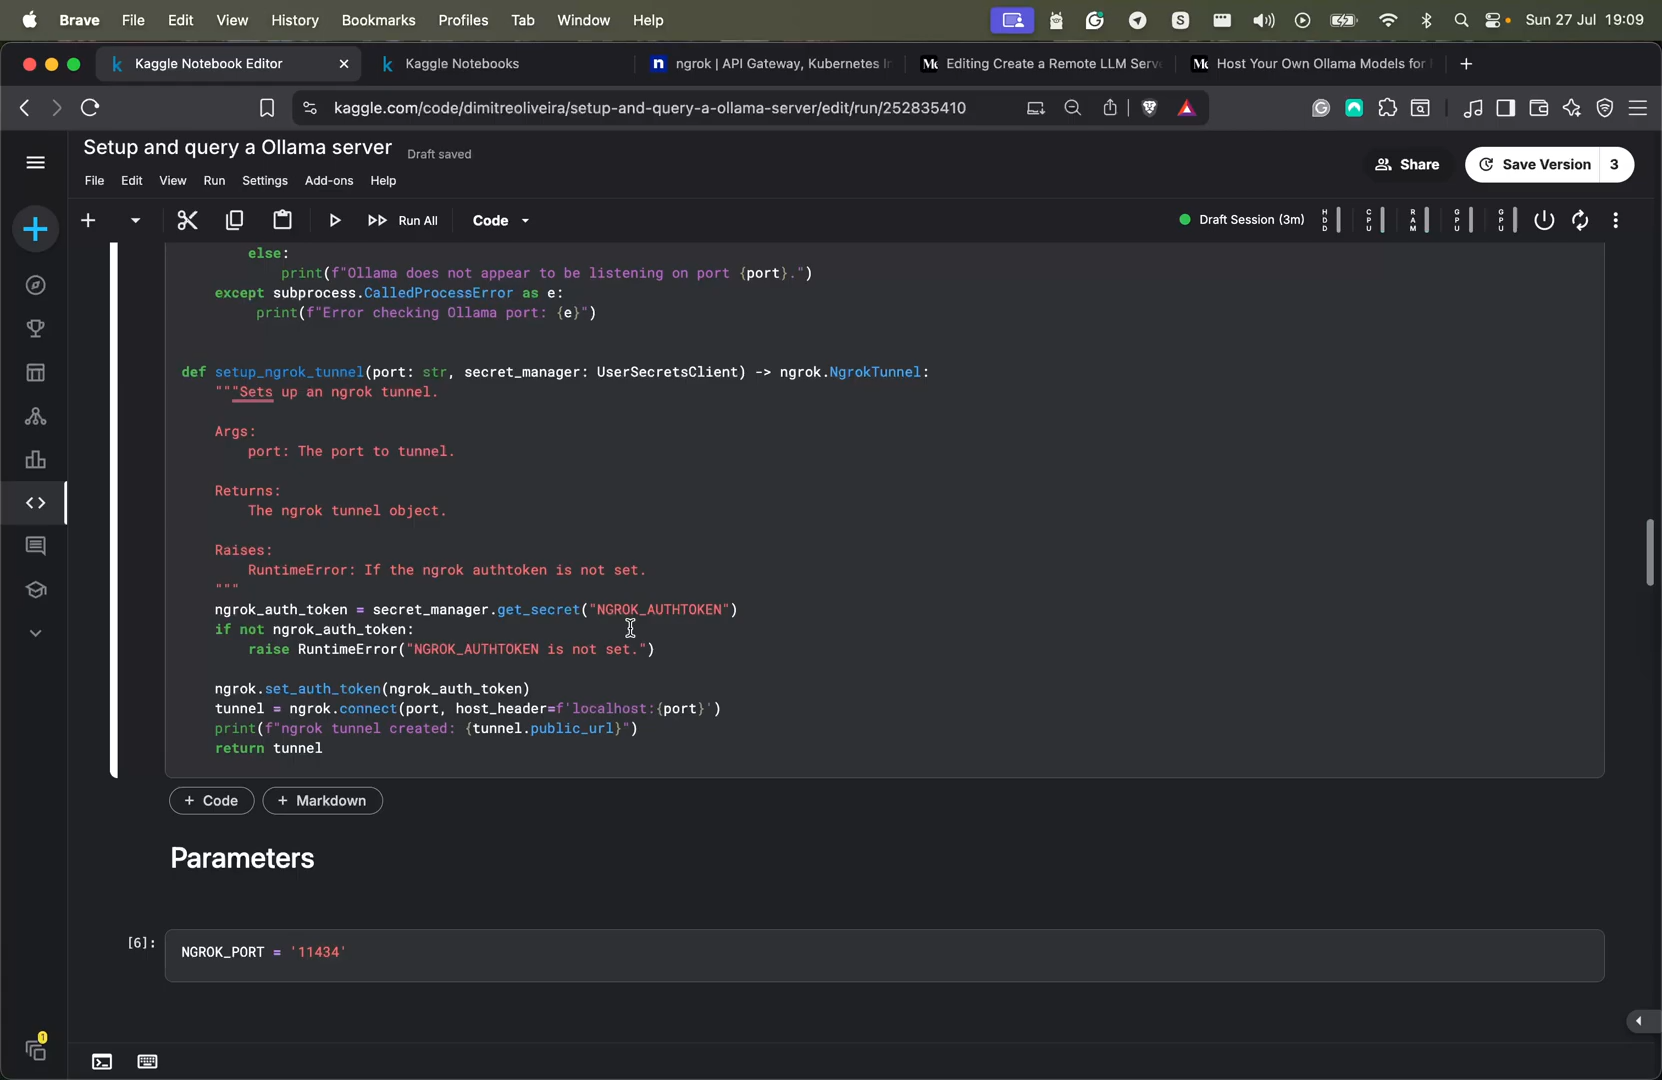 Brave File Edit View History Bookmarks Profiles Tab Window Help Sun 27 Jul 19:09
Kaggle Notebook Editor
Kaggle Notebooks
ngrok | API Gateway, Kubernetes In
Editing Create a Remote LLM Serve
Host Your Own Ollama Models for
kaggle.com/code/dimitreoliveira/setup-and-query-a-ollama-server/edit/run/252835410
Setup and query a Ollama server Draft saved
Share
Save Version 3
File Edit View Run Settings Add-ons Help
Run All
Code
Draft Session (3m)
HDD
CPU
RAM
GPU
GPU
else:
print(f"Ollama does not appear to be listening on port {port}.")
except subprocess.CalledProcessError as e:
print(f"Error checking Ollama port: {e}")
def setup_ngrok_tunnel(port: str, secret_manager: UserSecretsClient) -> ngrok.NgrokTunnel:
"""Sets up an ngrok tunnel.
Args:
port: The port to tunnel.
Returns:
The ngrok tunnel object.
Raises:
RuntimeError: If the ngrok authtoken is not set.
"""
ngrok_auth_token = secret_manager.get_secret("NGROK_AUTHTOKEN")
if not ngrok_auth_token:
raise RuntimeError("NGROK_AUTHTOKEN is not set.")
ngrok.set_auth_token(ngrok_auth_token)
tunnel = ngrok.connect(port, host_header=f'localhost:{port}')
print(f"ngrok tunnel created: {tunnel.public_url}")
return tunnel
+ Code
+ Markdown
Parameters
[6]:
NGROK_PORT = '11434'
1